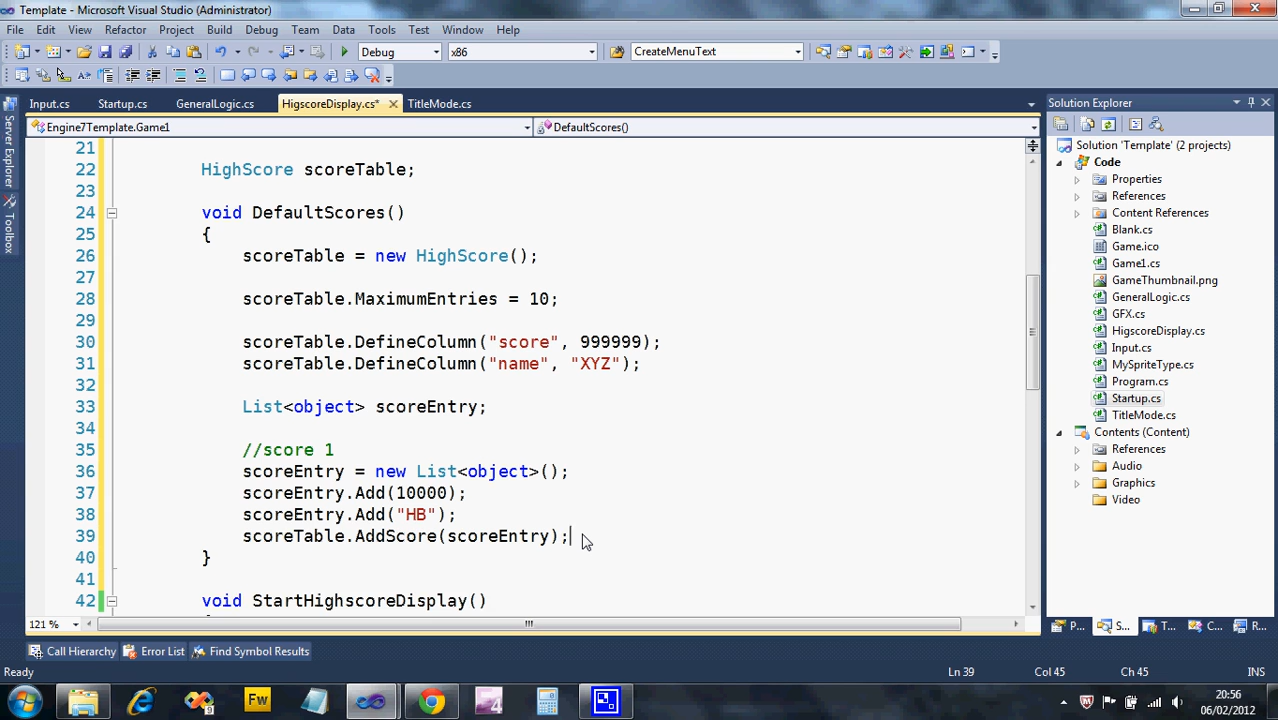 Template - Microsoft Visual Studio (Administrator)
File Edit View Refactor Project Build Debug Team Data Tools Test Window Help
Debug x86 CreateMenuText
Input.cs Startup.cs GeneralLogic.cs HigscoreDisplay.cs* TitleMode.cs
Engine7Template.Game1 DefaultScores()
21
22 HighScore scoreTable;
23
24 void DefaultScores()
25 {
26 scoreTable = new HighScore();
27
28 scoreTable.MaximumEntries = 10;
29
30 scoreTable.DefineColumn("score", 999999);
31 scoreTable.DefineColumn("name", "XYZ");
32
33 List<object> scoreEntry;
34
35 //score 1
36 scoreEntry = new List<object>();
37 scoreEntry.Add(10000);
38 scoreEntry.Add("HB");
39 scoreTable.AddScore(scoreEntry);
40 }
41
42 void StartHighscoreDisplay()
121 %
Server Explorer
Toolbox
Solution Explorer
Solution 'Template' (2 projects)
Code
Properties
References
Content References
Blank.cs
Game.ico
Game1.cs
GameThumbnail.png
GeneralLogic.cs
GFX.cs
HigscoreDisplay.cs
Input.cs
MySpriteType.cs
Program.cs
Startup.cs
TitleMode.cs
Contents (Content)
References
Audio
Graphics
Video
P... S... T... C... R...
Call Hierarchy Error List Find Symbol Results
Ready Ln 39 Col 45 Ch 45 INS
Fw
20:56
06/02/2012